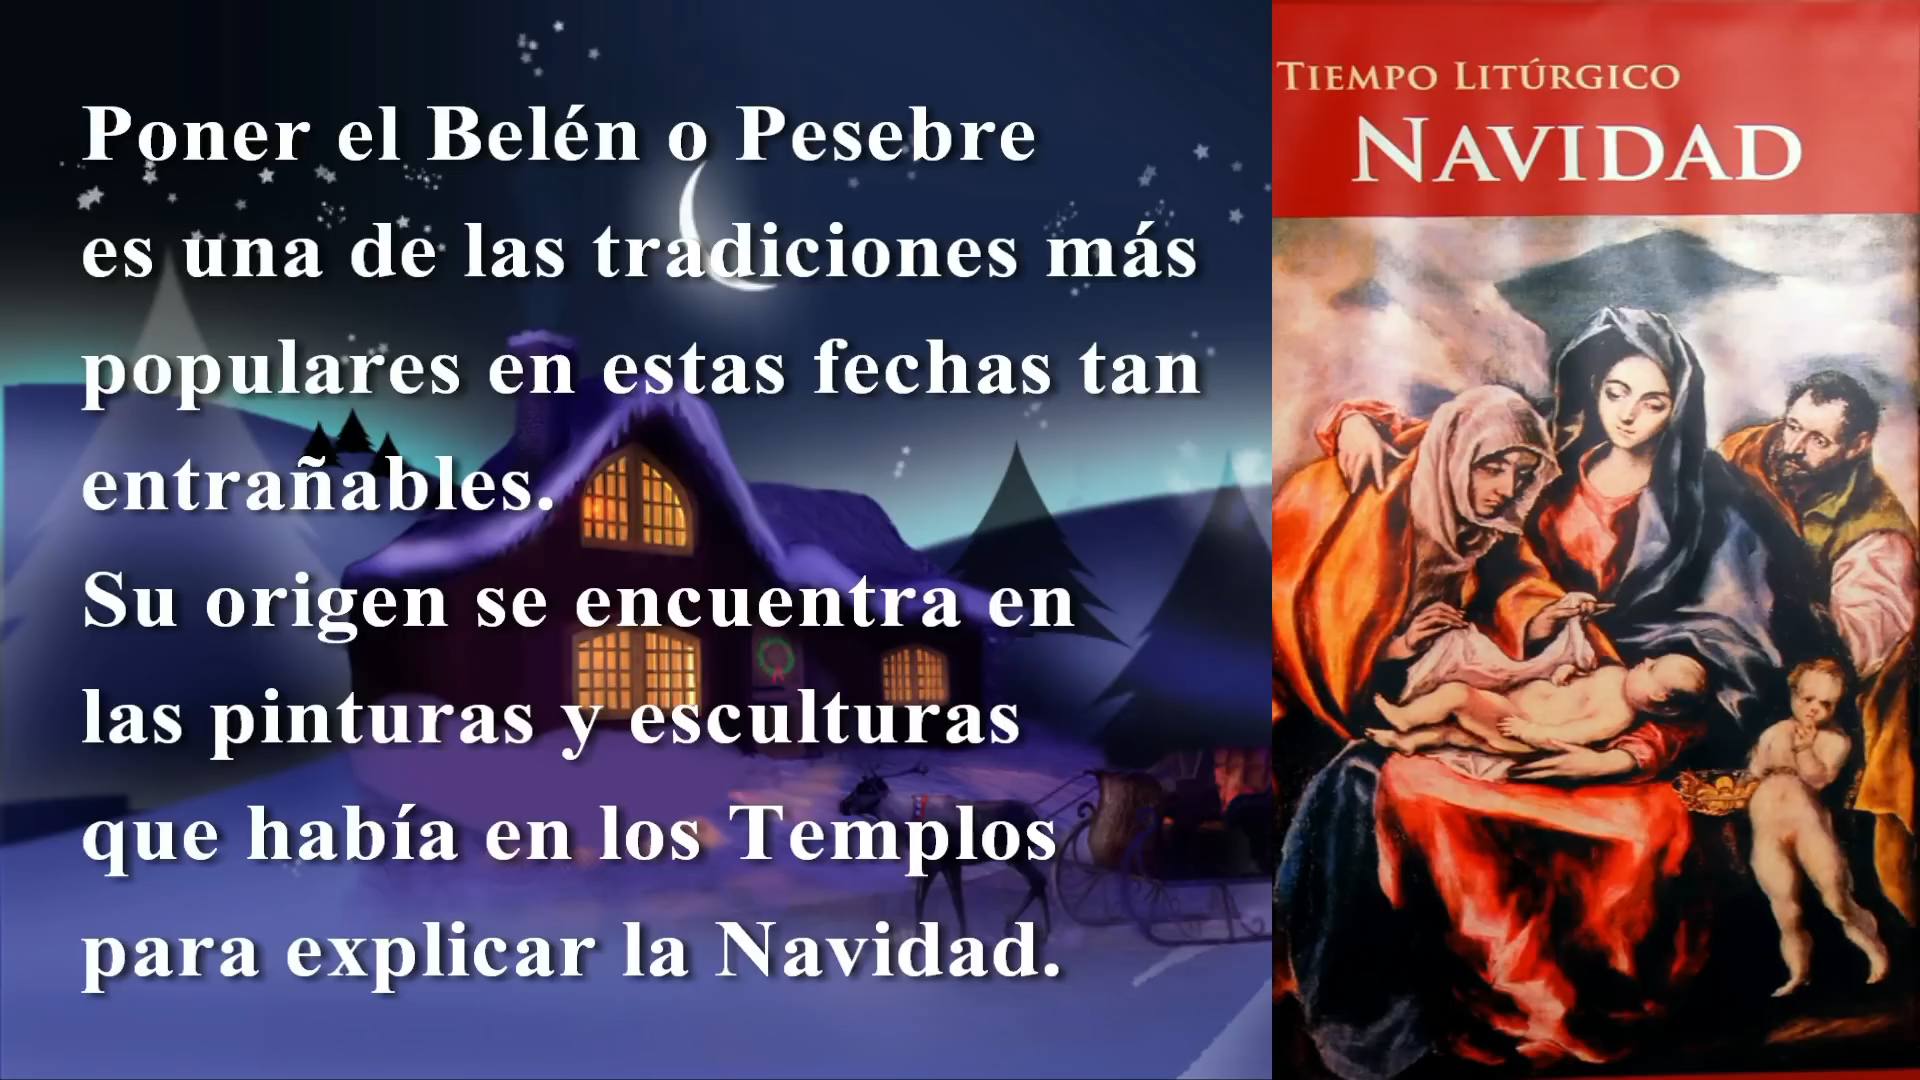 Poner el Belén o Pesebre
es una de las tradiciones más
populares en estas fechas tan
entrañables.
Su origen se encuentra en
las pinturas y esculturas
que había en los Templos
para explicar la Navidad.
TIEMPO LITÚRGICO
NAVIDAD